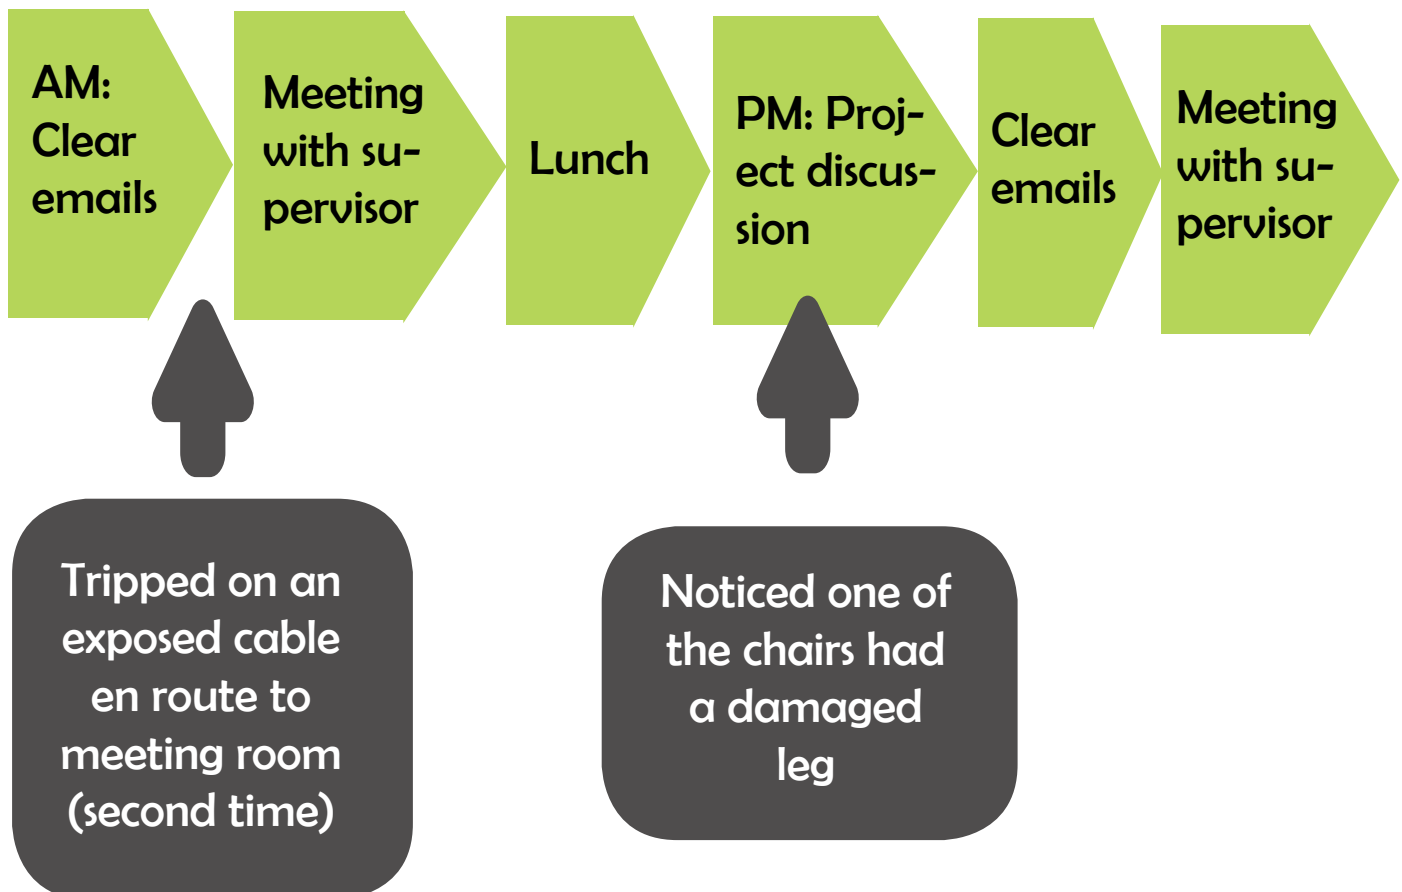 AM:
Clear
emails
Meeting
with su-
pervisor
Lunch
PM: Proj-
ect discus-
sion
Clear
emails
Meeting
with su-
pervisor
Tripped on an
exposed cable
en route to
meeting room
(second time)
Noticed one of
the chairs had
a damaged
leg